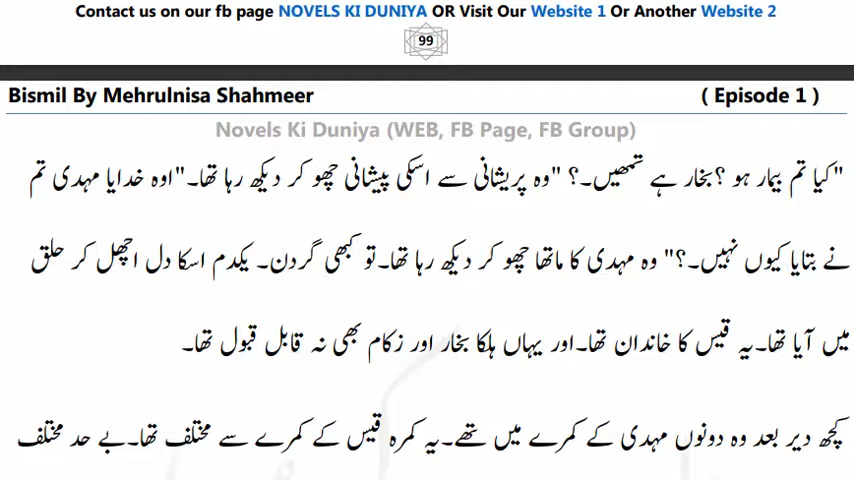 Contact us on our fb page NOVELS KI DUNIYA OR Visit Our Website 1 Or Another Website 2
99
Bismil By Mehrulnisa Shahmeer ( Episode 1 )
Novels Ki Duniya (WEB, FB Page, FB Group)
"کیا تم بیمار ہو ؟بخار ہے تمھیں۔؟ "وہ پریشانی سے اسکی پیشانی چھو کر دیکھ رہا تھا۔"اوہ خدایا مہدی تم
نے بتایا کیوں نہیں۔؟" وہ مہدی کا ماتھا چھو کر دیکھ رہا تھا۔تو کبھی گردن۔ یکدم اسکا دل اچھل کر حلق
میں آیا تھا۔یہ قیس کا خاندان تھا۔اور یہاں ہلکا بخار اور زکام بھی نہ قابل قبول تھا۔
کچھ دیر بعد وہ دونوں مہدی کے کمرے میں تھے۔یہ کمرہ قیس کے کمرے سے مختلف تھا۔بے حد مختلف